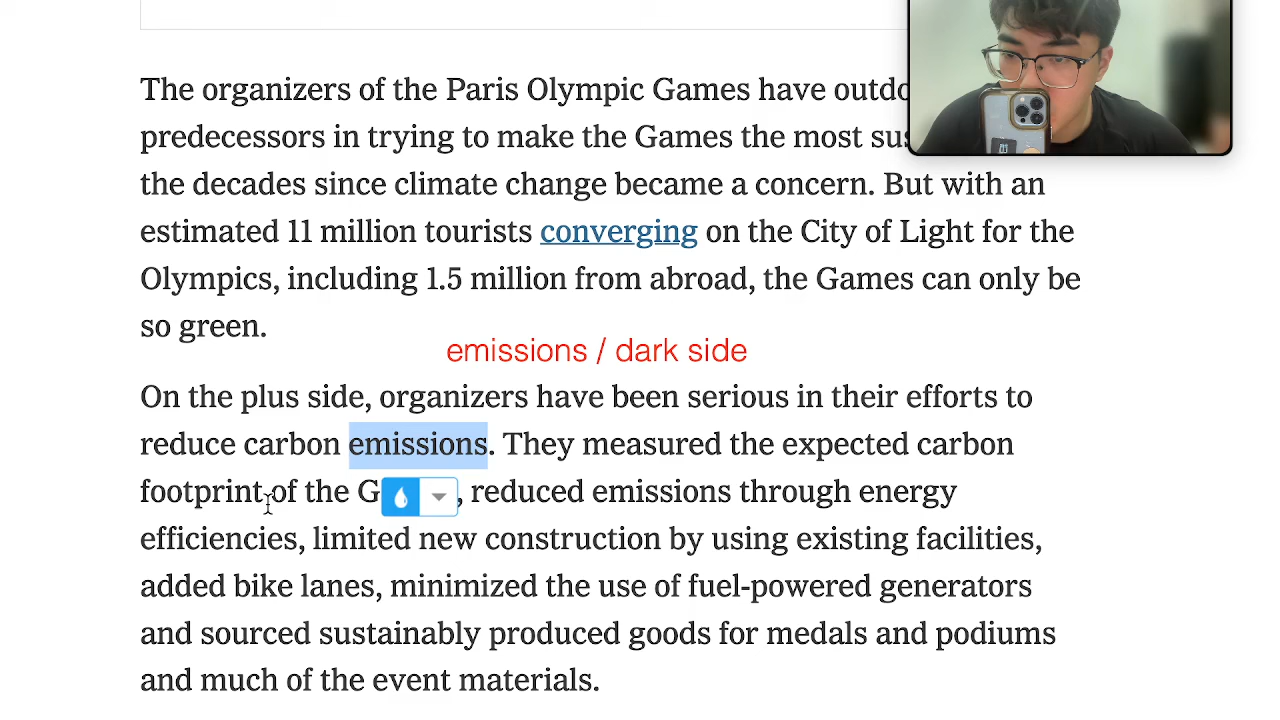 The organizers of the Paris Olympic Games have
predecessors in trying to make the Games the most
the decades since climate change became a concern. But with an
estimated 11 million tourists converging on the City of Light for the
Olympics, including 1.5 million from abroad, the Games can only be
so green.
emissions / dark side
On the plus side, organizers have been serious in their efforts to
reduce carbon emissions. They measured the expected carbon
footprint of the G , reduced emissions through energy
efficiencies, limited new construction by using existing facilities,
added bike lanes, minimized the use of fuel-powered generators
and sourced sustainably produced goods for medals and podiums
and much of the event materials.